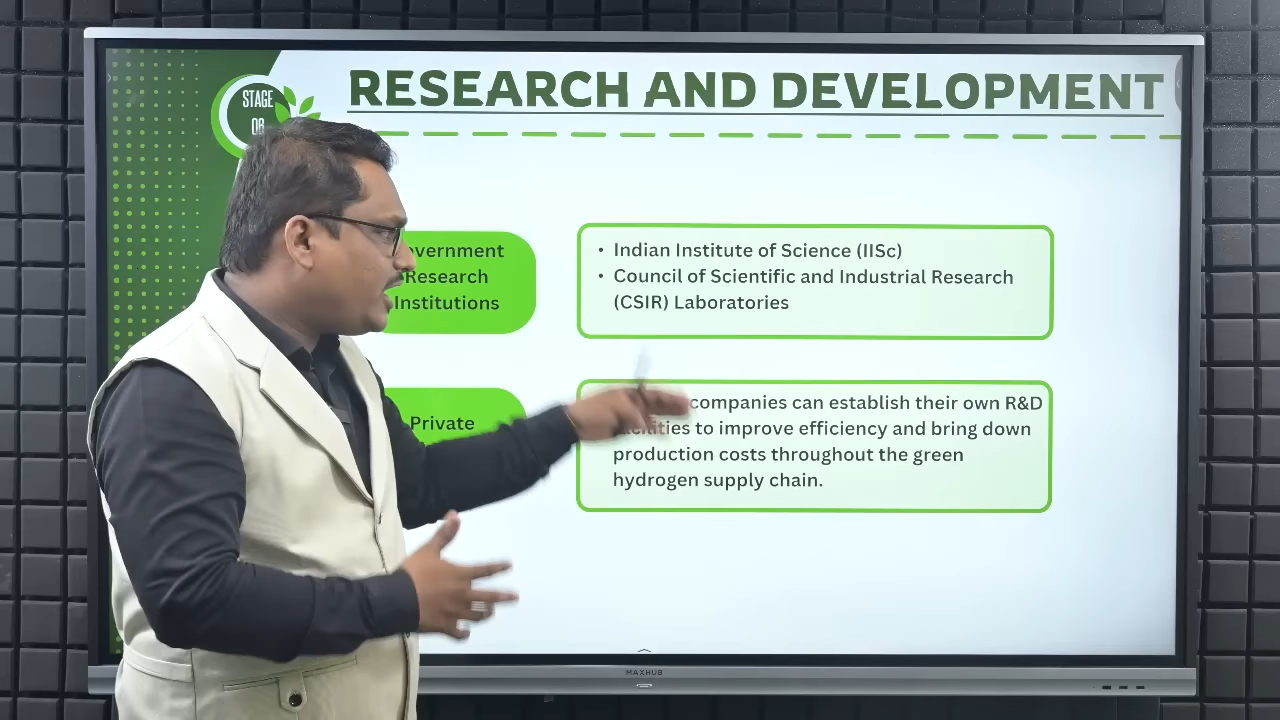 STAGE
06
RESEARCH AND DEVELOPMENT
Research
Institutions
• Indian Institute of Science (IISc)
• Council of Scientific and Industrial Research
(CSIR) Laboratories
Private
companies can establish their own R&D
to improve efficiency and bring down
production costs throughout the green
hydrogen supply chain.
MAXHUB